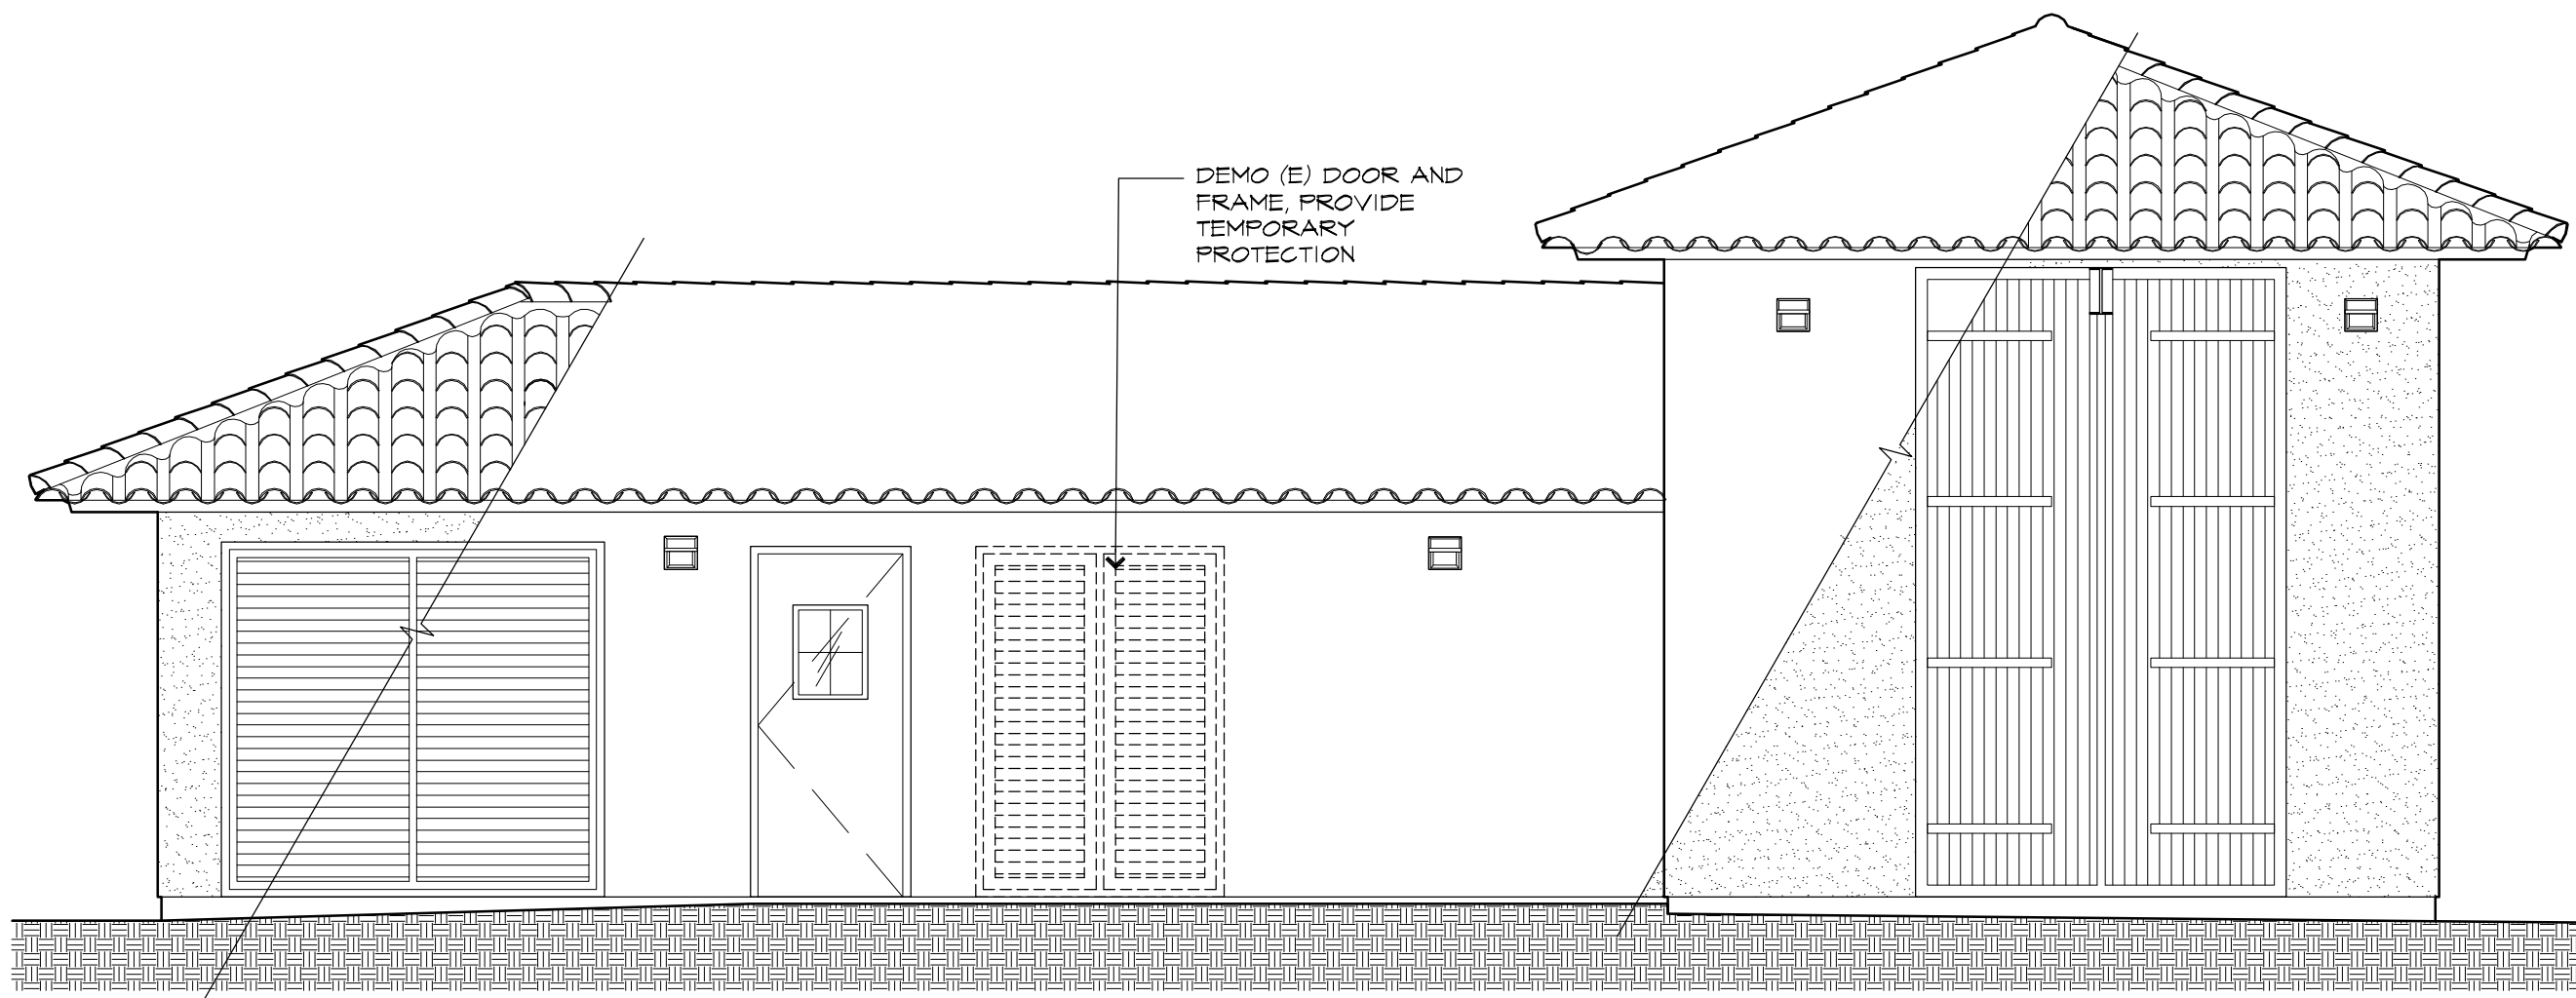 DEMO (E) DOOR AND
FRAME, PROVIDE
TEMPORARY
PROTECTION